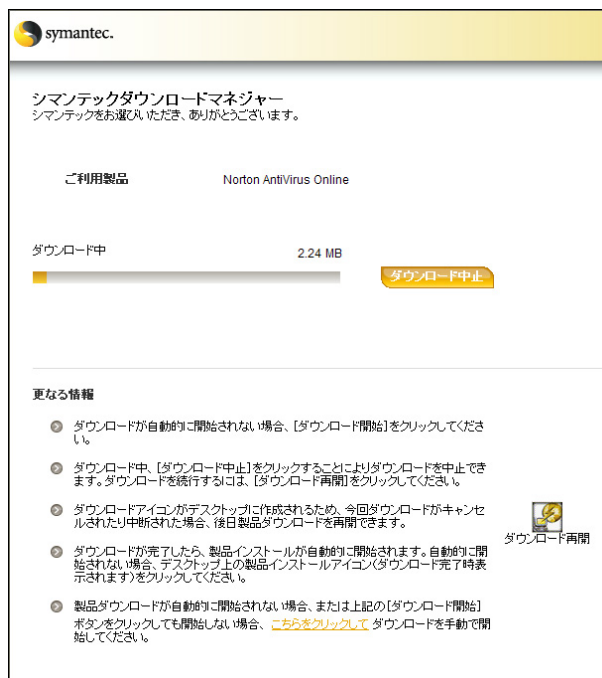 symantec.
シマンテックダウンロードマネジャー
シマンテックをお選びいただき、ありがとうございます。
ご利用製品 Norton AntiVirus Online
ダウンロード中 2.24 MB
ダウンロード中止
更なる情報
ダウンロードが自動的に開始されない場合、[ダウンロード開始]をクリックしてくださ
い。
ダウンロード中、[ダウンロード中止]をクリックすることによりダウンロードを中止でき
ます。ダウンロードを続行するには、[ダウンロード再開]をクリックしてください。
ダウンロードアイコンがデスクトップに作成されるため、今回ダウンロードがキャンセ
ルされたり中断された場合、後日製品ダウンロードを再開できます。
ダウンロード再開
ダウンロードが完了したら、製品インストールが自動的に開始されます。自動的に開
始されない場合、デスクトップ上の製品インストールアイコン(ダウンロード完了時表
示されます)をクリックしてください。
製品ダウンロードが自動的に開始されない場合、または上記の[ダウンロード開始]
ボタンをクリックしても開始しない場合、こちらをクリックして ダウンロードを手動で開
始してください。